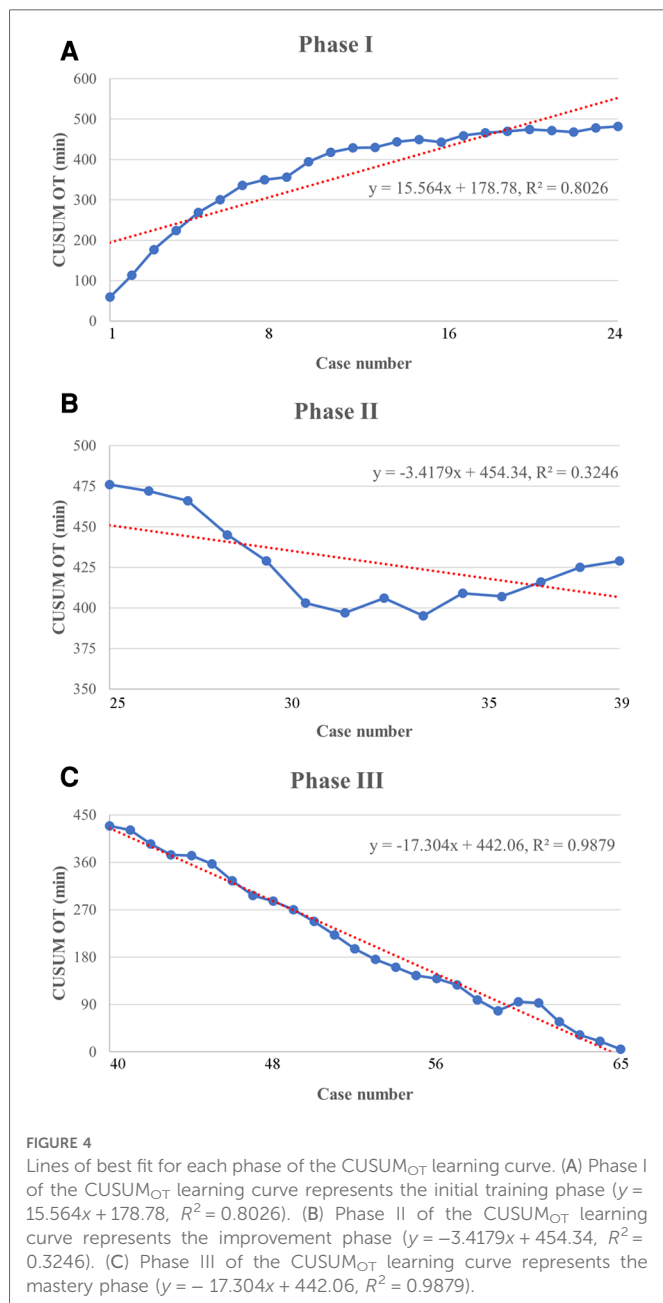 A
Phase I
600
500
400
300
200
100
0
CUSUM OT (min)
y = 15.564x + 178.78, R² = 0.8026
1 8 16 24
Case number
B
Phase II
500
475
450
425
400
375
350
CUSUM OT (min)
y = -3.4179x + 454.34, R² = 0.3246
25 30 35 39
Case number
C
Phase III
450
360
270
180
90
0
CUSUM OT (min)
y = -17.304x + 442.06, R² = 0.9879
40 48 56 65
Case number
FIGURE 4
Lines of best fit for each phase of the CUSUMOT learning curve. (A) Phase I
of the CUSUMOT learning curve represents the initial training phase (y =
15.564x + 178.78, R² = 0.8026). (B) Phase II of the CUSUMOT learning
curve represents the improvement phase (y = −3.4179x + 454.34, R² =
0.3246). (C) Phase III of the CUSUMOT learning curve represents the
mastery phase (y = − 17.304x + 442.06, R² = 0.9879).